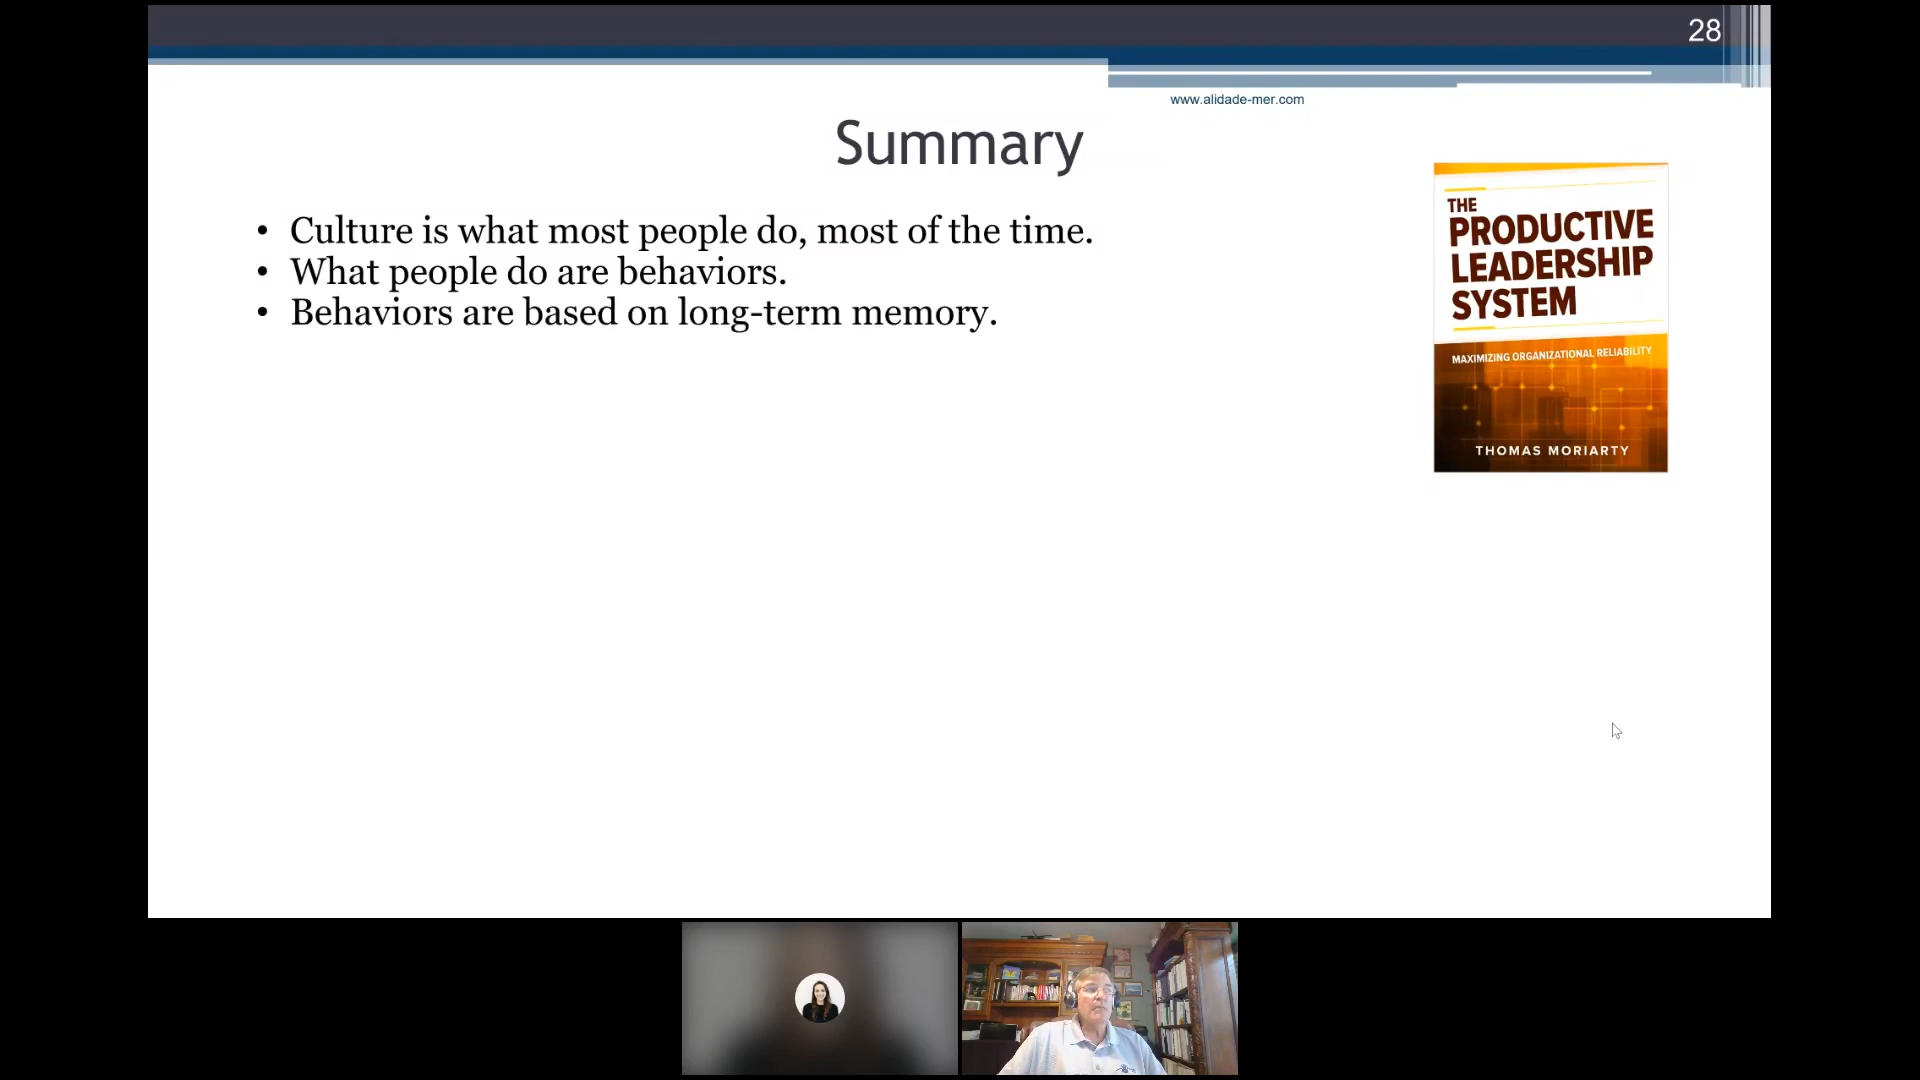 28
www.alidade-mer.com
Summary
• Culture is what most people do, most of the time.
• What people do are behaviors.
• Behaviors are based on long-term memory.
THE
PRODUCTIVE
LEADERSHIP
SYSTEM
MAXIMIZING ORGANIZATIONAL RELIABILITY
THOMAS MORIARTY